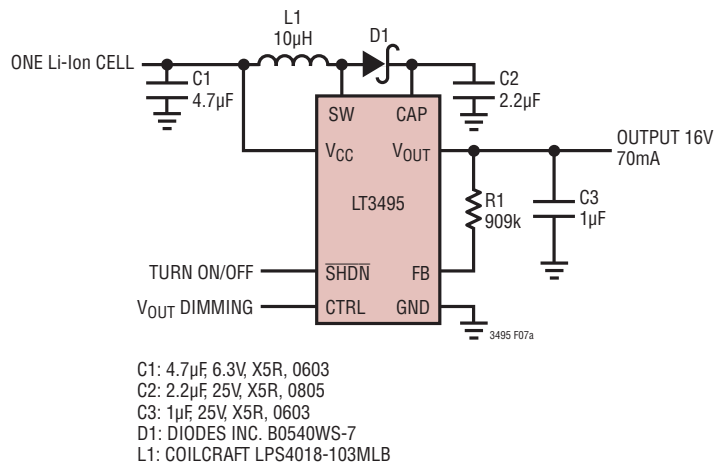 L1
10µH
D1
ONE Li-Ion CELL
C1
4.7µF
C2
2.2µF
SW
CAP
VCC
VOUT
OUTPUT 16V
70mA
LT3495
R1
909k
C3
1µF
TURN ON/OFF
SHDN
FB
VOUT DIMMING
CTRL
GND
3495 F07a
C1: 4.7µF, 6.3V, X5R, 0603
C2: 2.2µF, 25V, X5R, 0805
C3: 1µF, 25V, X5R, 0603
D1: DIODES INC. B0540WS-7
L1: COILCRAFT LPS4018-103MLB